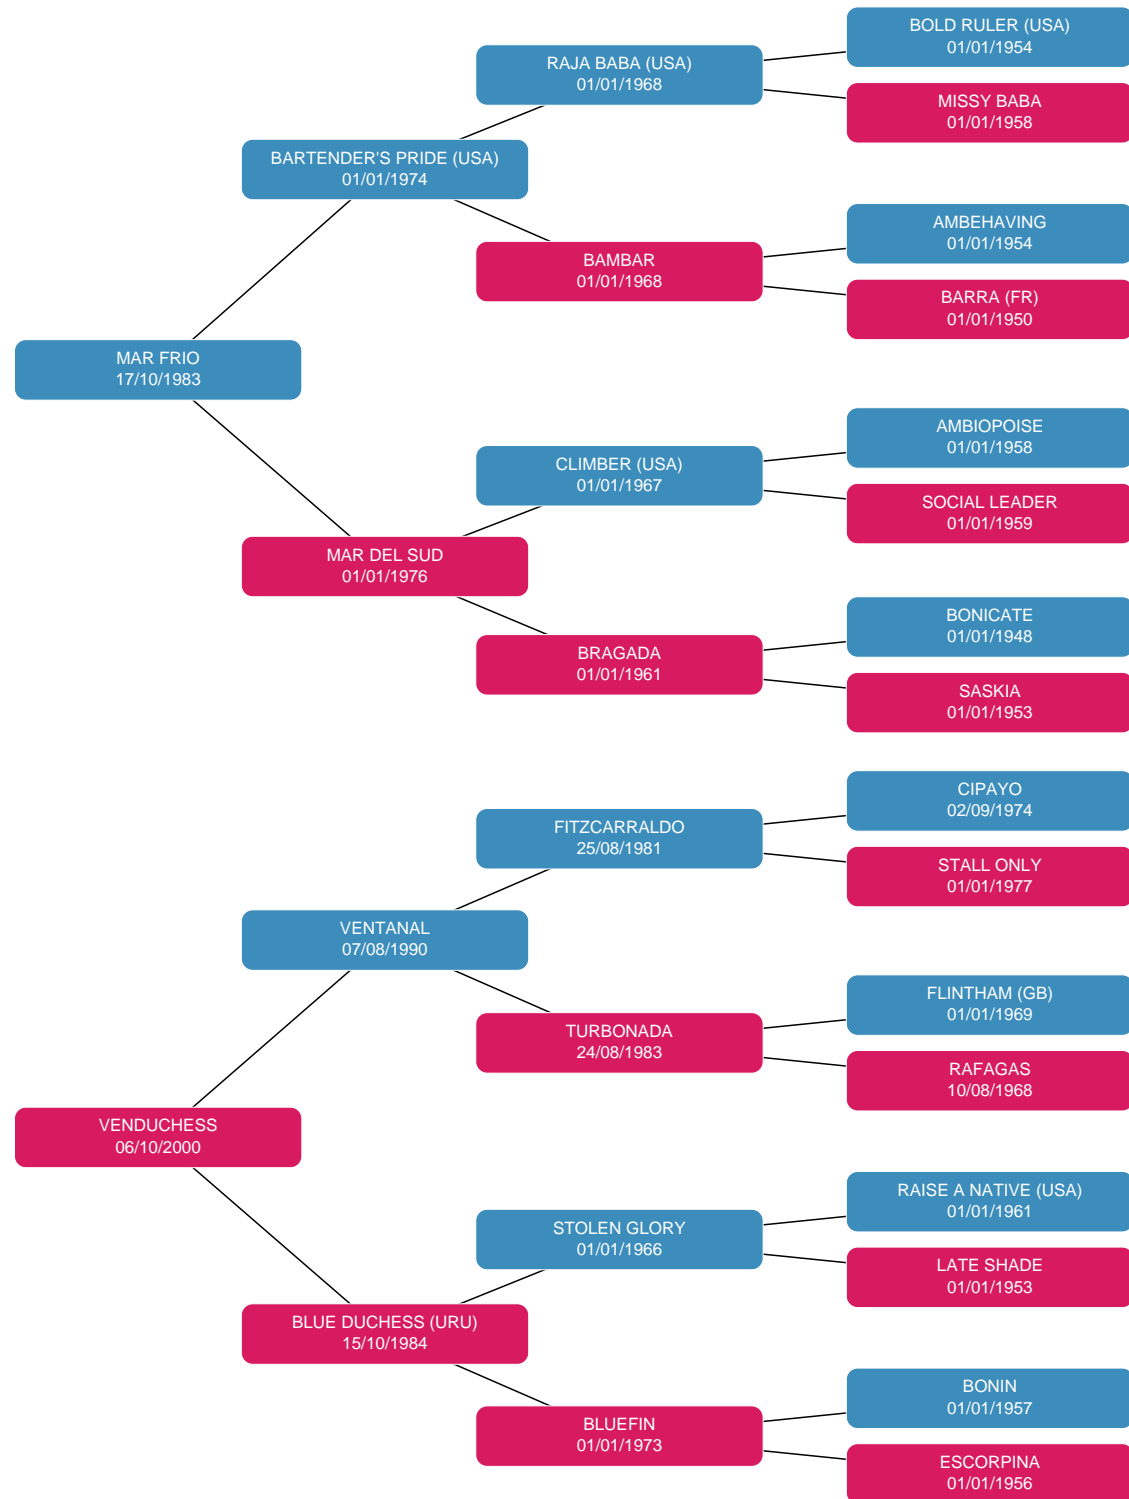 BOLD RULER (USA)
01/01/1954
RAJA BABA (USA)
01/01/1968
MISSY BABA
01/01/1958
BARTENDER'S PRIDE (USA)
01/01/1974
AMBEHAVING
01/01/1954
BAMBAR
01/01/1968
BARRA (FR)
01/01/1950
MAR FRIO
17/10/1983
AMBIOPOISE
01/01/1958
CLIMBER (USA)
01/01/1967
SOCIAL LEADER
01/01/1959
MAR DEL SUD
01/01/1976
BONICATE
01/01/1948
BRAGADA
01/01/1961
SASKIA
01/01/1953
CIPAYO
02/09/1974
FITZCARRALDO
25/08/1981
STALL ONLY
01/01/1977
VENTANAL
07/08/1990
FLINTHAM (GB)
01/01/1969
TURBONADA
24/08/1983
RAFAGAS
10/08/1968
VENDUCHESS
06/10/2000
RAISE A NATIVE (USA)
01/01/1961
STOLEN GLORY
01/01/1966
LATE SHADE
01/01/1953
BLUE DUCHESS (URU)
15/10/1984
BONIN
01/01/1957
BLUEFIN
01/01/1973
ESCORPINA
01/01/1956